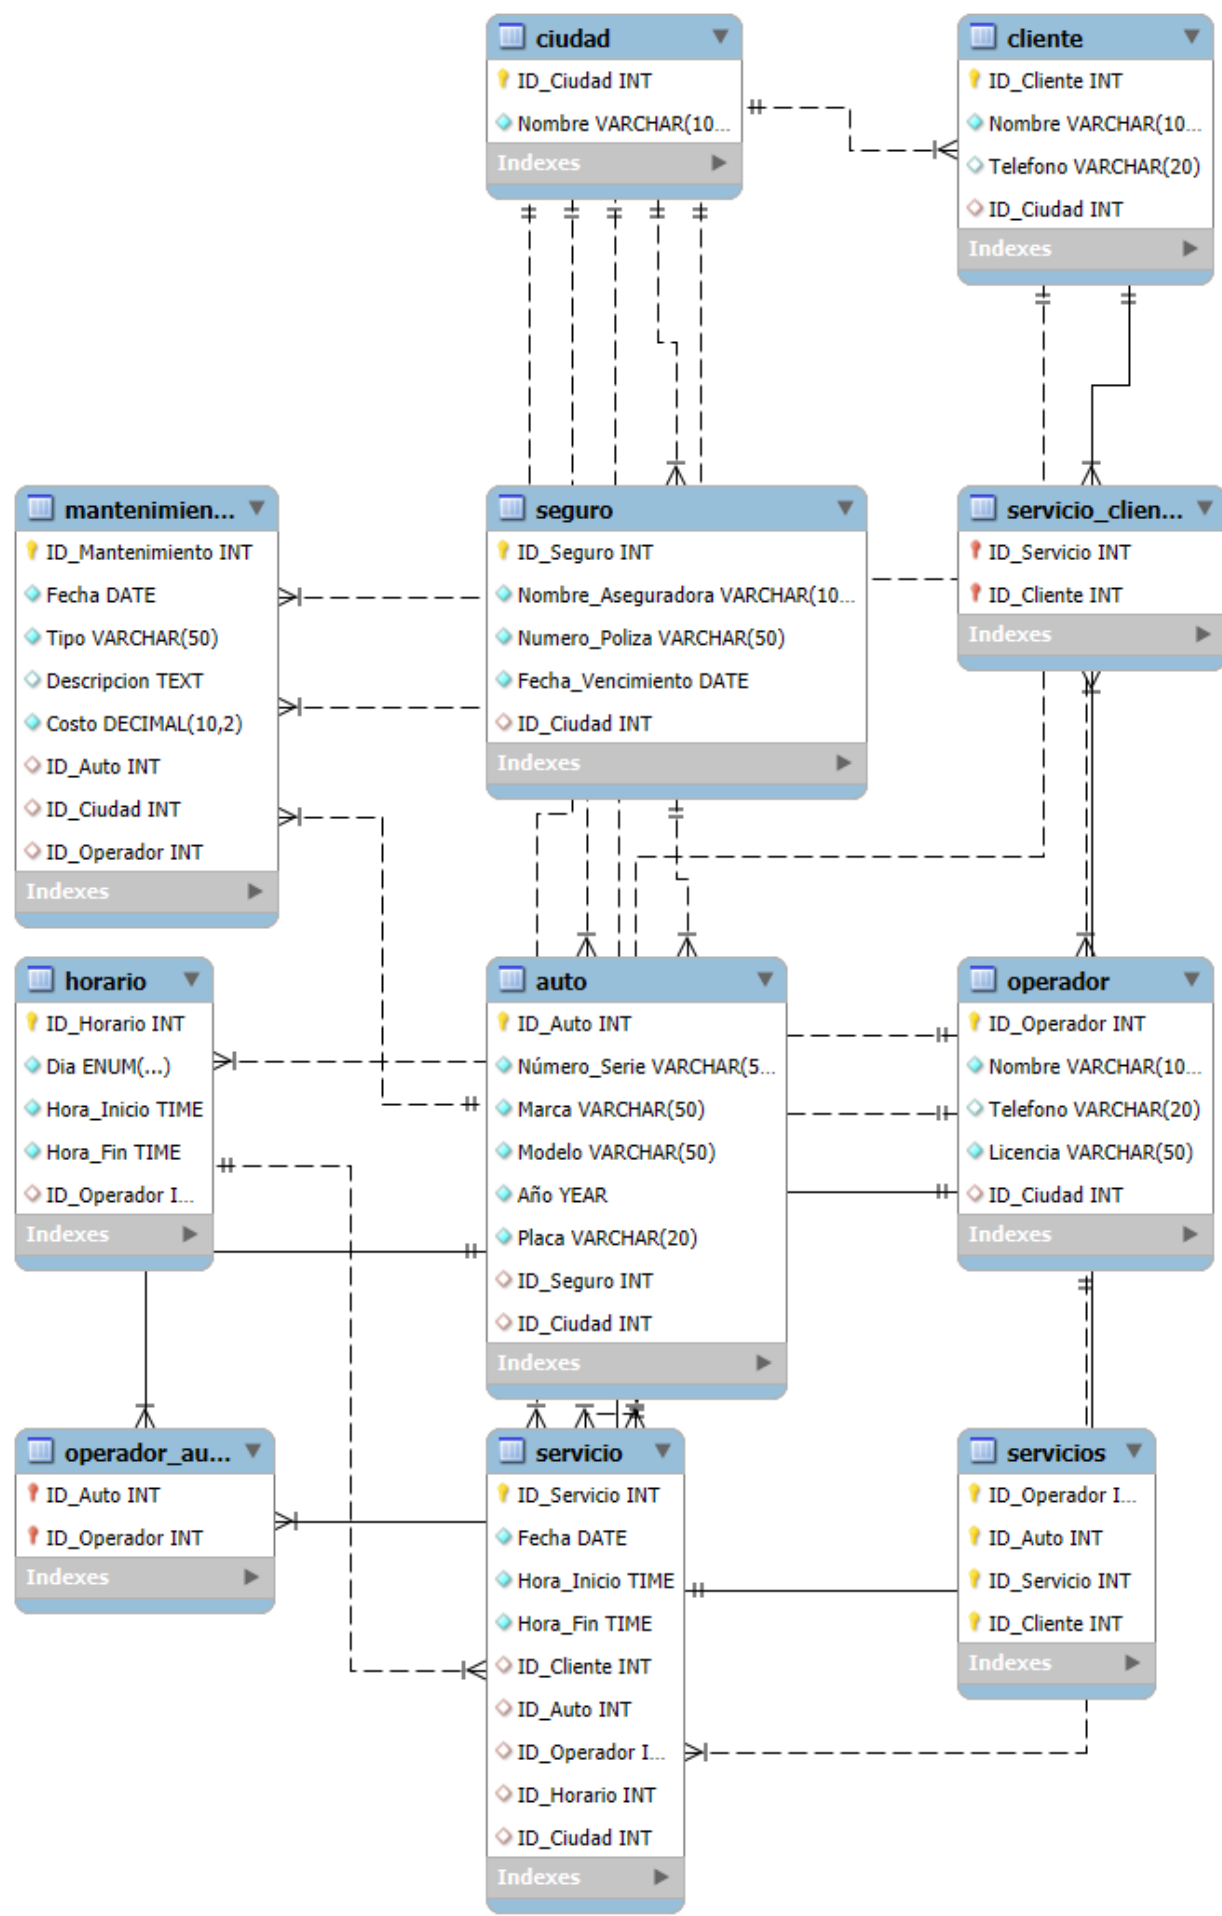 ciudad
ID_Ciudad INT
Nombre VARCHAR(10...
Indexes
cliente
ID_Cliente INT
Nombre VARCHAR(10...
Telefono VARCHAR(20)
ID_Ciudad INT
Indexes
mantenimien...
ID_Mantenimiento INT
Fecha DATE
Tipo VARCHAR(50)
Descripcion TEXT
Costo DECIMAL(10,2)
ID_Auto INT
ID_Ciudad INT
ID_Operador INT
Indexes
seguro
ID_Seguro INT
Nombre_Aseguradora VARCHAR(10...
Numero_Poliza VARCHAR(50)
Fecha_Vencimiento DATE
ID_Ciudad INT
Indexes
servicio_clien...
ID_Servicio INT
ID_Cliente INT
Indexes
horario
ID_Horario INT
Dia ENUM(...)
Hora_Inicio TIME
Hora_Fin TIME
ID_Operador I...
Indexes
auto
ID_Auto INT
Número_Serie VARCHAR(5...
Marca VARCHAR(50)
Modelo VARCHAR(50)
Año YEAR
Placa VARCHAR(20)
ID_Seguro INT
ID_Ciudad INT
Indexes
operador
ID_Operador INT
Nombre VARCHAR(10...
Telefono VARCHAR(20)
Licencia VARCHAR(50)
ID_Ciudad INT
Indexes
operador_au...
ID_Auto INT
ID_Operador INT
Indexes
servicio
ID_Servicio INT
Fecha DATE
Hora_Inicio TIME
Hora_Fin TIME
ID_Cliente INT
ID_Auto INT
ID_Operador I...
ID_Horario INT
ID_Ciudad INT
Indexes
servicios
ID_Operador I...
ID_Auto INT
ID_Servicio INT
ID_Cliente INT
Indexes